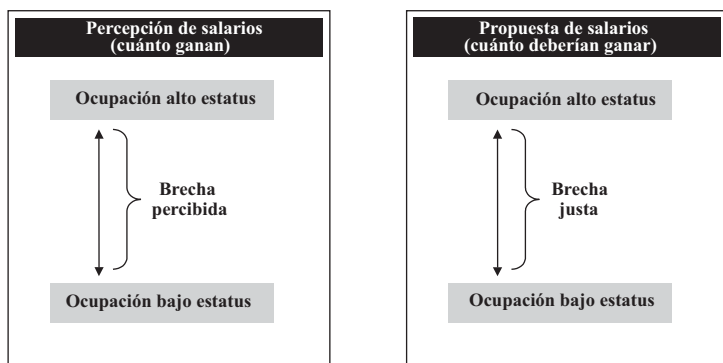 Percepción de salarios
(cuánto ganan)
Ocupación alto estatus
Brecha
percibida
Ocupación bajo estatus
Propuesta de salarios
(cuánto deberían ganar)
Ocupación alto estatus
Brecha
justa
Ocupación bajo estatus